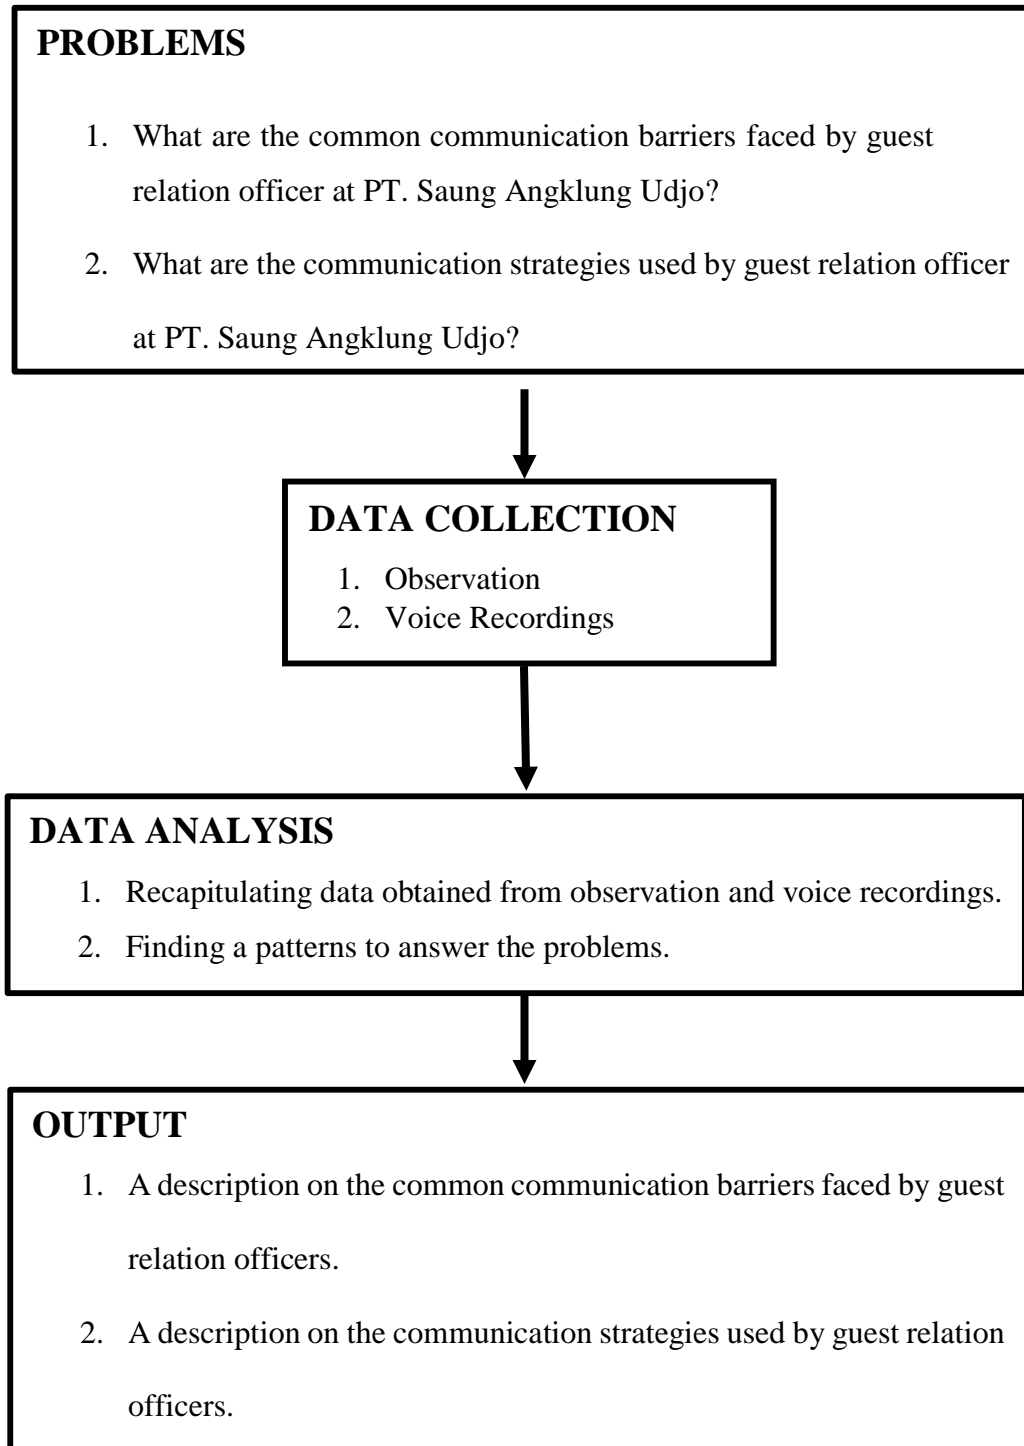 PROBLEMS
1. What are the common communication barriers faced by guest
relation officer at PT. Saung Angklung Udjo?
2. What are the communication strategies used by guest relation officer
at PT. Saung Angklung Udjo?
DATA COLLECTION
1. Observation
2. Voice Recordings
DATA ANALYSIS
1. Recapitulating data obtained from observation and voice recordings.
2. Finding a patterns to answer the problems.
OUTPUT
1. A description on the common communication barriers faced by guest
relation officers.
2. A description on the communication strategies used by guest relation
officers.